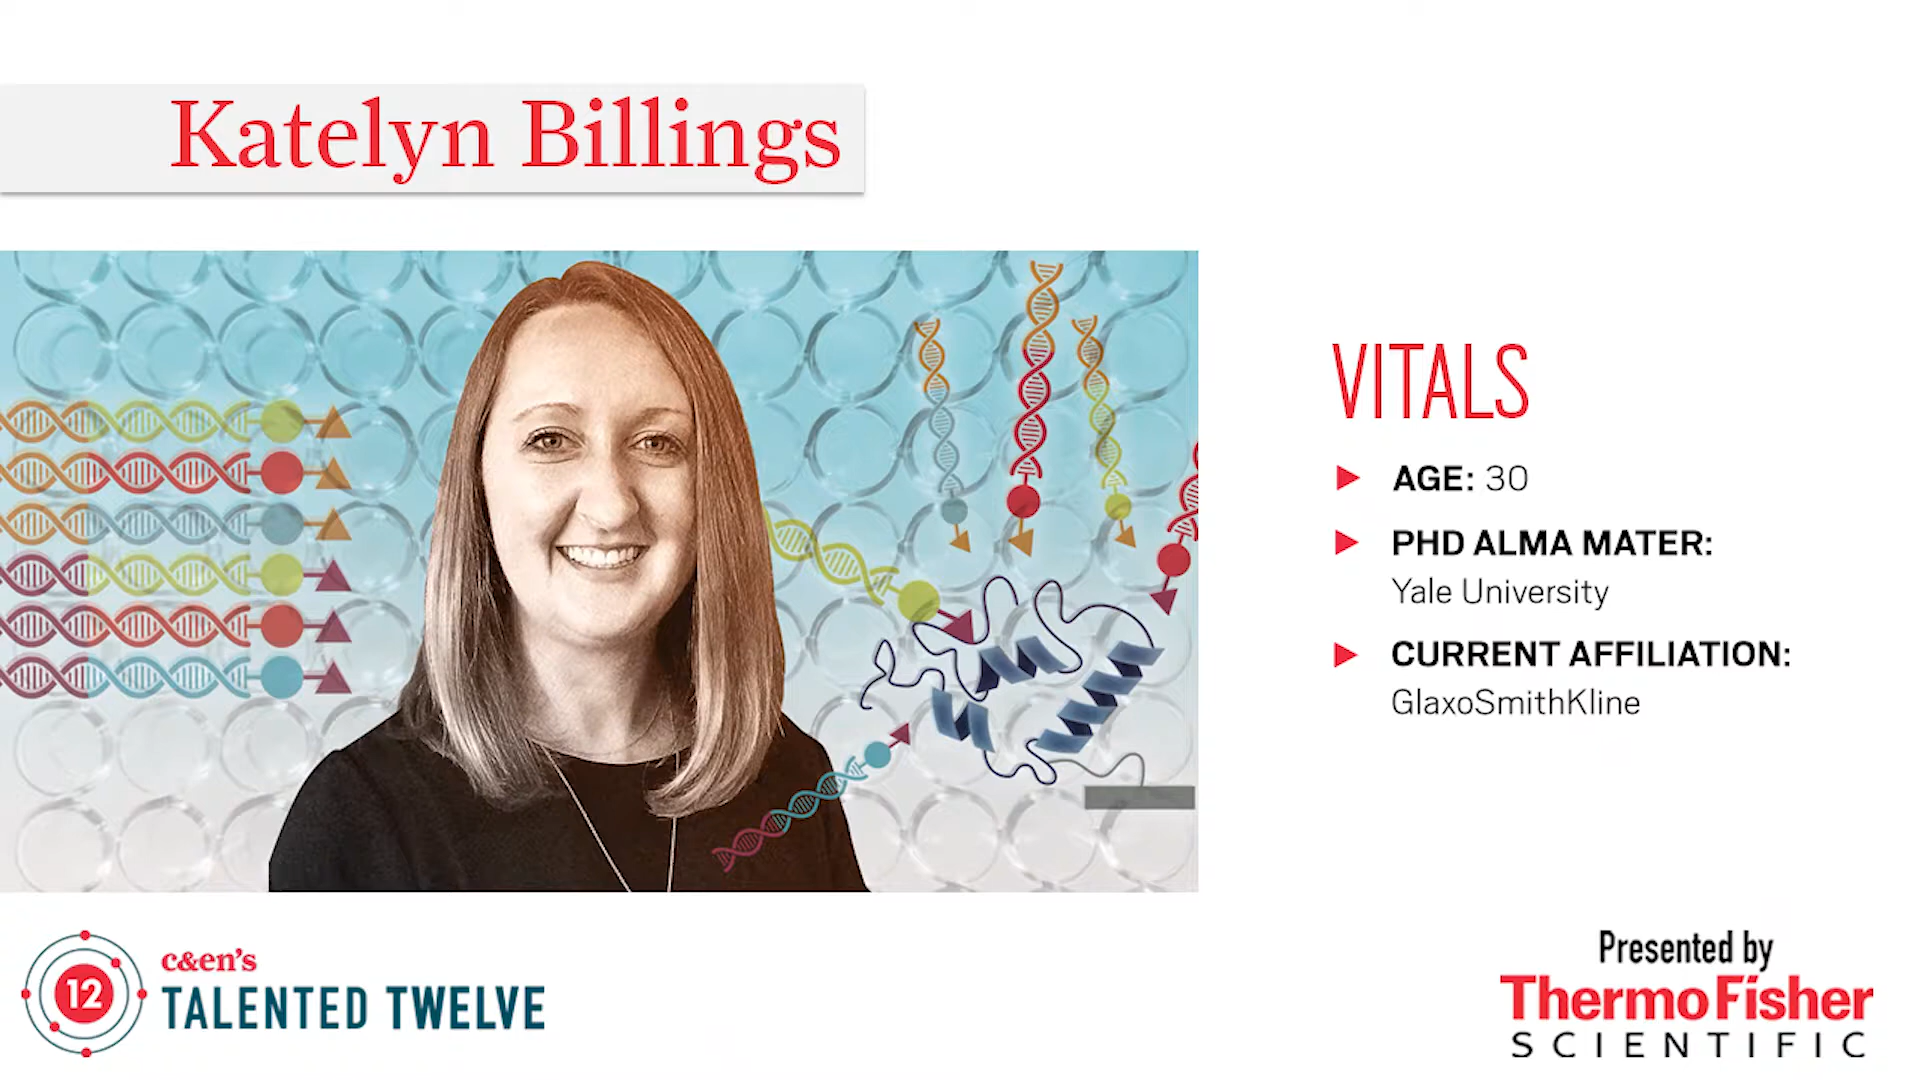 Katelyn Billings
VITALS
AGE: 30
PHD ALMA MATER:
Yale University
CURRENT AFFILIATION:
GlaxoSmithKline
12
c&en's
TALENTED TWELVE
Presented by
ThermoFisher
SCIENTIFIC